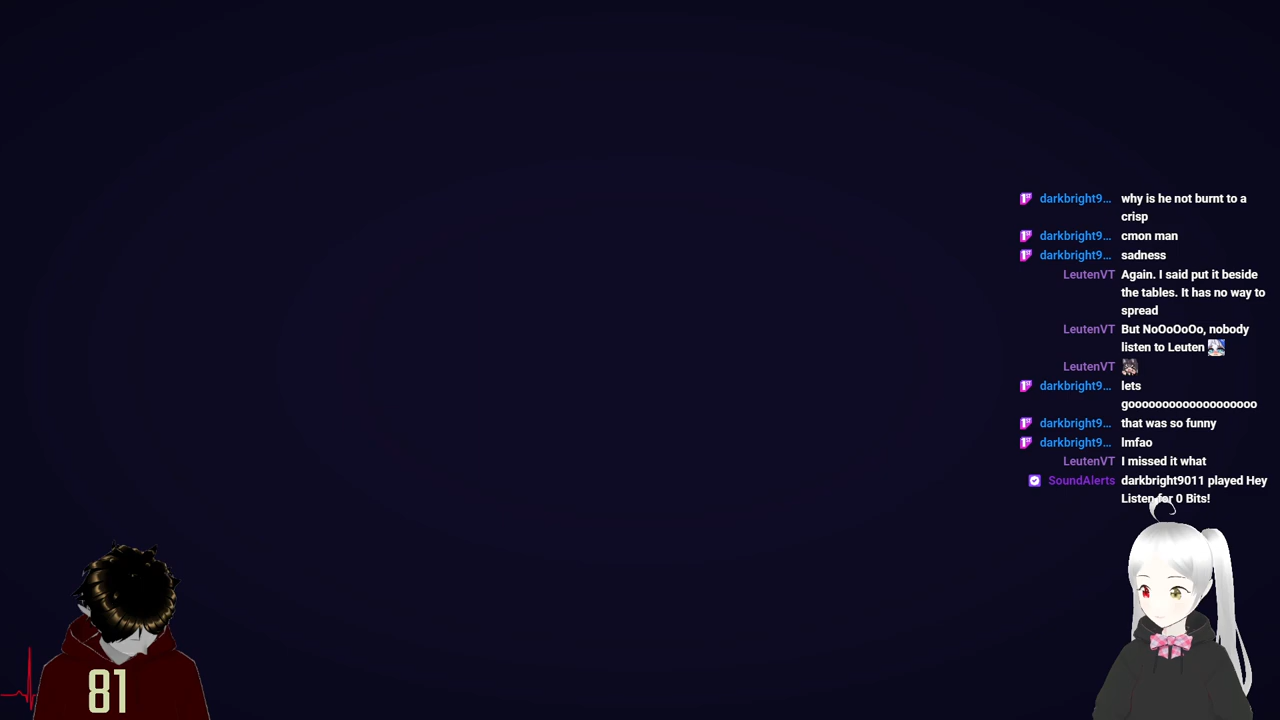 darkbright9... why is he not burnt to a
crisp
darkbright9... cmon man
darkbright9... sadness
LeutenVT Again. I said put it beside
the tables. It has no way to
spread
LeutenVT But NoOoOoOo, nobody
listen to Leuten
LeutenVT
darkbright9... lets
gooooooooooooooooooo
darkbright9... that was so funny
darkbright9... lmfao
LeutenVT I missed it what
SoundAlerts darkbright9011 played Hey
Listen for 0 Bits!
81